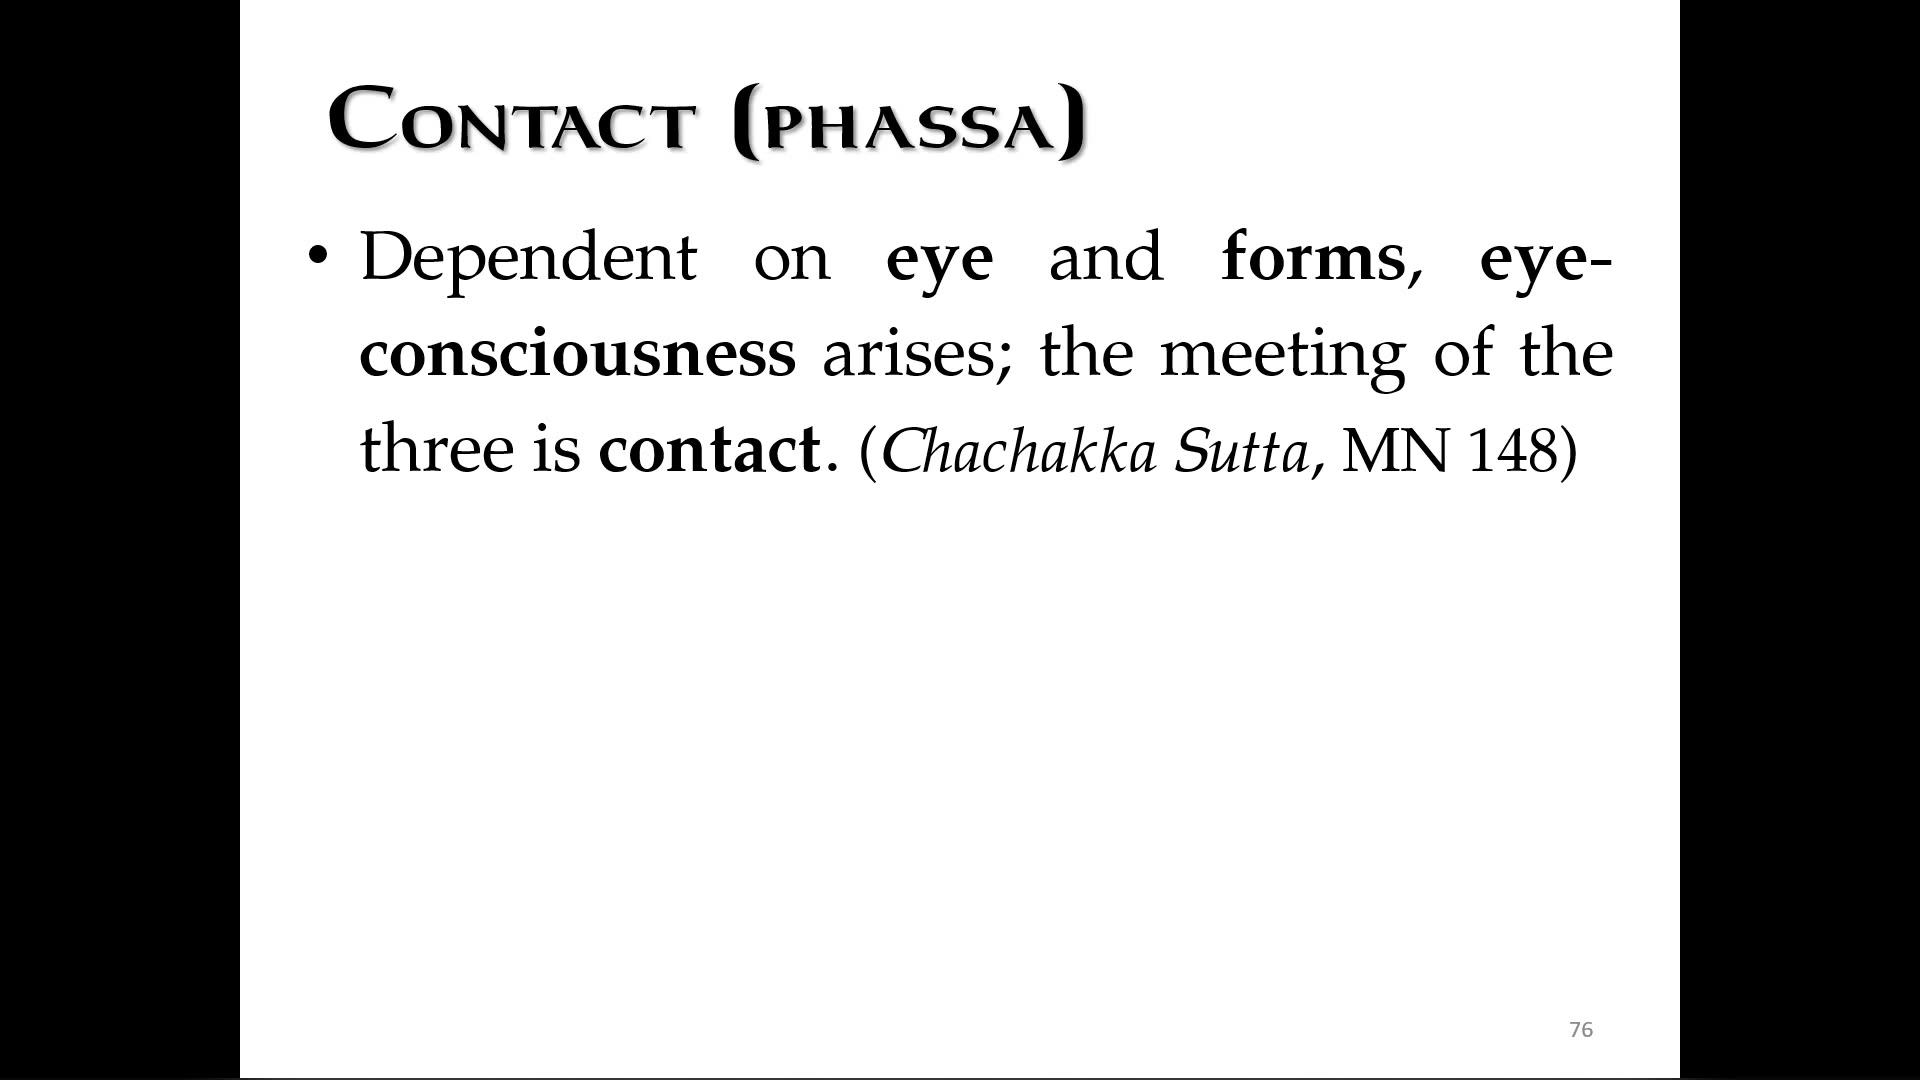 Contact (phassa)
• Dependent on eye and forms, eye-
consciousness arises; the meeting of the
three is contact. (Chachakka Sutta, MN 148)
76